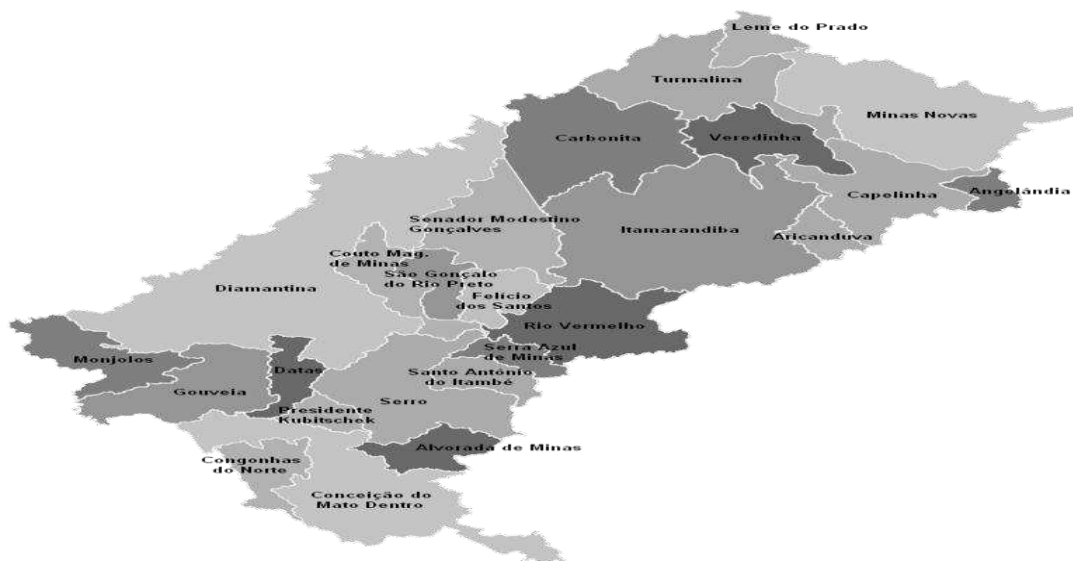 Leme do Prado
Turmalina
Minas Novas
Carbonita
Veredinha
Capelinha
Angelândia
Senador Modestino
Gonçalves
Itamarandiba
Aricanduva
Couto Mag.
de Minas
São Gonçalo
do Rio Preto
Diamantina
Felício
dos Santos
Rio Vermelho
Serra Azul
de Minas
Monjolos
Datas
Santo Antônio
do Itambé
Gouveia
Serro
Presidente
Kubitschek
Alvorada de Minas
Congonhas
do Norte
Conceição do
Mato Dentro